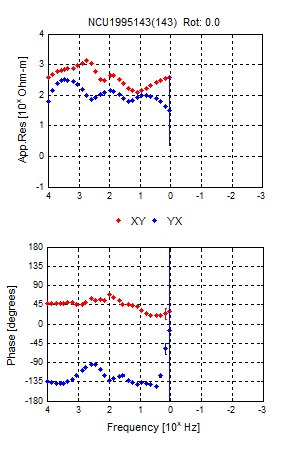 NCU1995143(143) Rot: 0.0
App.Res [10^x Ohm-m]
4
3
2
1
0
-1
4 3 2 1 0 -1 -2 -3
XY YX
Phase [degrees]
180
135
90
45
0
-45
-90
-135
-180
4 3 2 1 0 -1 -2 -3
Frequency [10^x Hz]